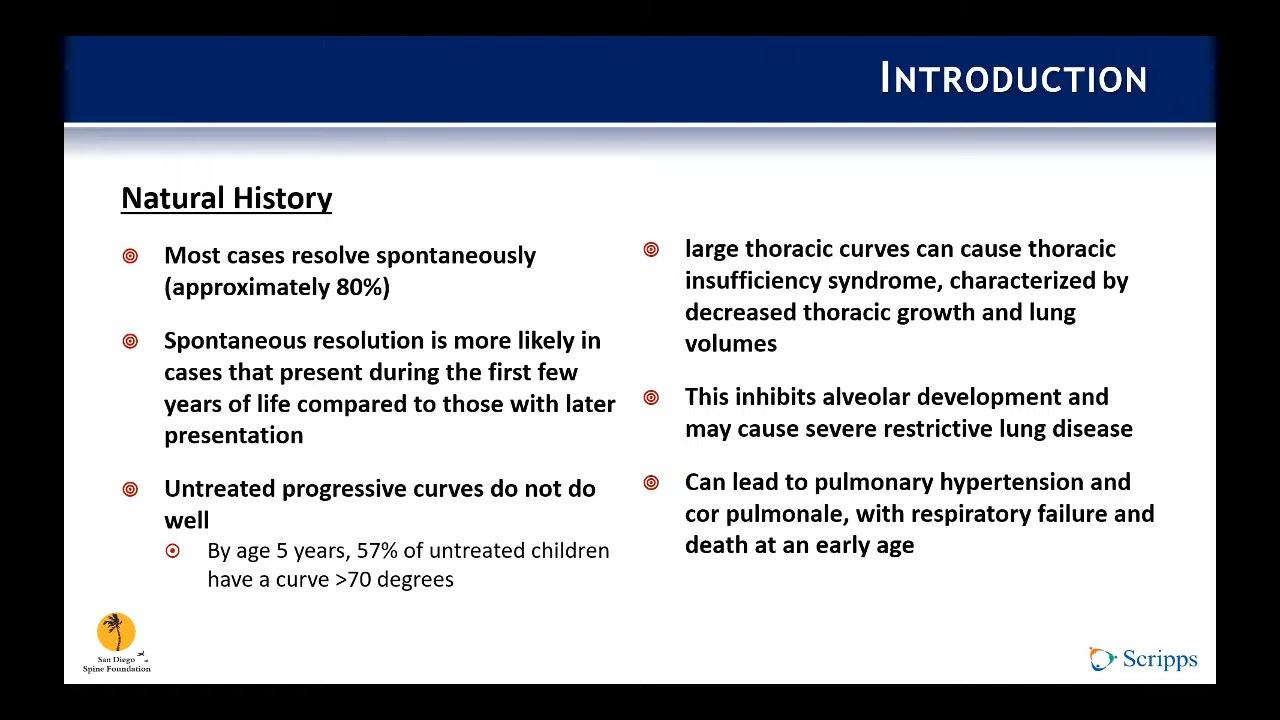 INTRODUCTION
Natural History
Most cases resolve spontaneously
(approximately 80%)
Spontaneous resolution is more likely in
cases that present during the first few
years of life compared to those with later
presentation
Untreated progressive curves do not do
well
By age 5 years, 57% of untreated children
have a curve >70 degrees
large thoracic curves can cause thoracic
insufficiency syndrome, characterized by
decreased thoracic growth and lung
volumes
This inhibits alveolar development and
may cause severe restrictive lung disease
Can lead to pulmonary hypertension and
cor pulmonale, with respiratory failure and
death at an early age
San Diego
Spine Foundation
Scripps